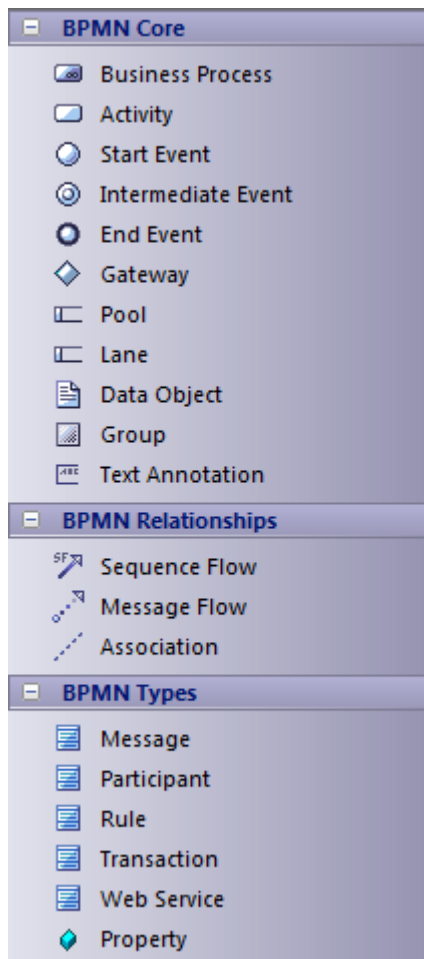 BPMN Core
Business Process
Activity
Start Event
Intermediate Event
End Event
Gateway
Pool
Lane
Data Object
Group
Text Annotation
BPMN Relationships
SF
Sequence Flow
Message Flow
Association
BPMN Types
Message
Participant
Rule
Transaction
Web Service
Property